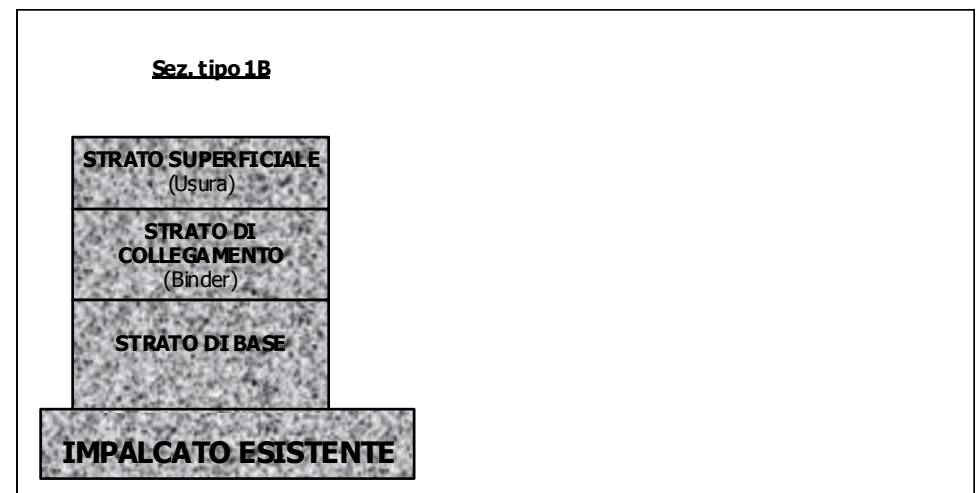 Sez. tipo 1B
STRATO SUPERFICIALE
(Usura)
STRATO DI
COLLEGAMENTO
(Binder)
STRATO DI BASE
IMPALCATO ESISTENTE